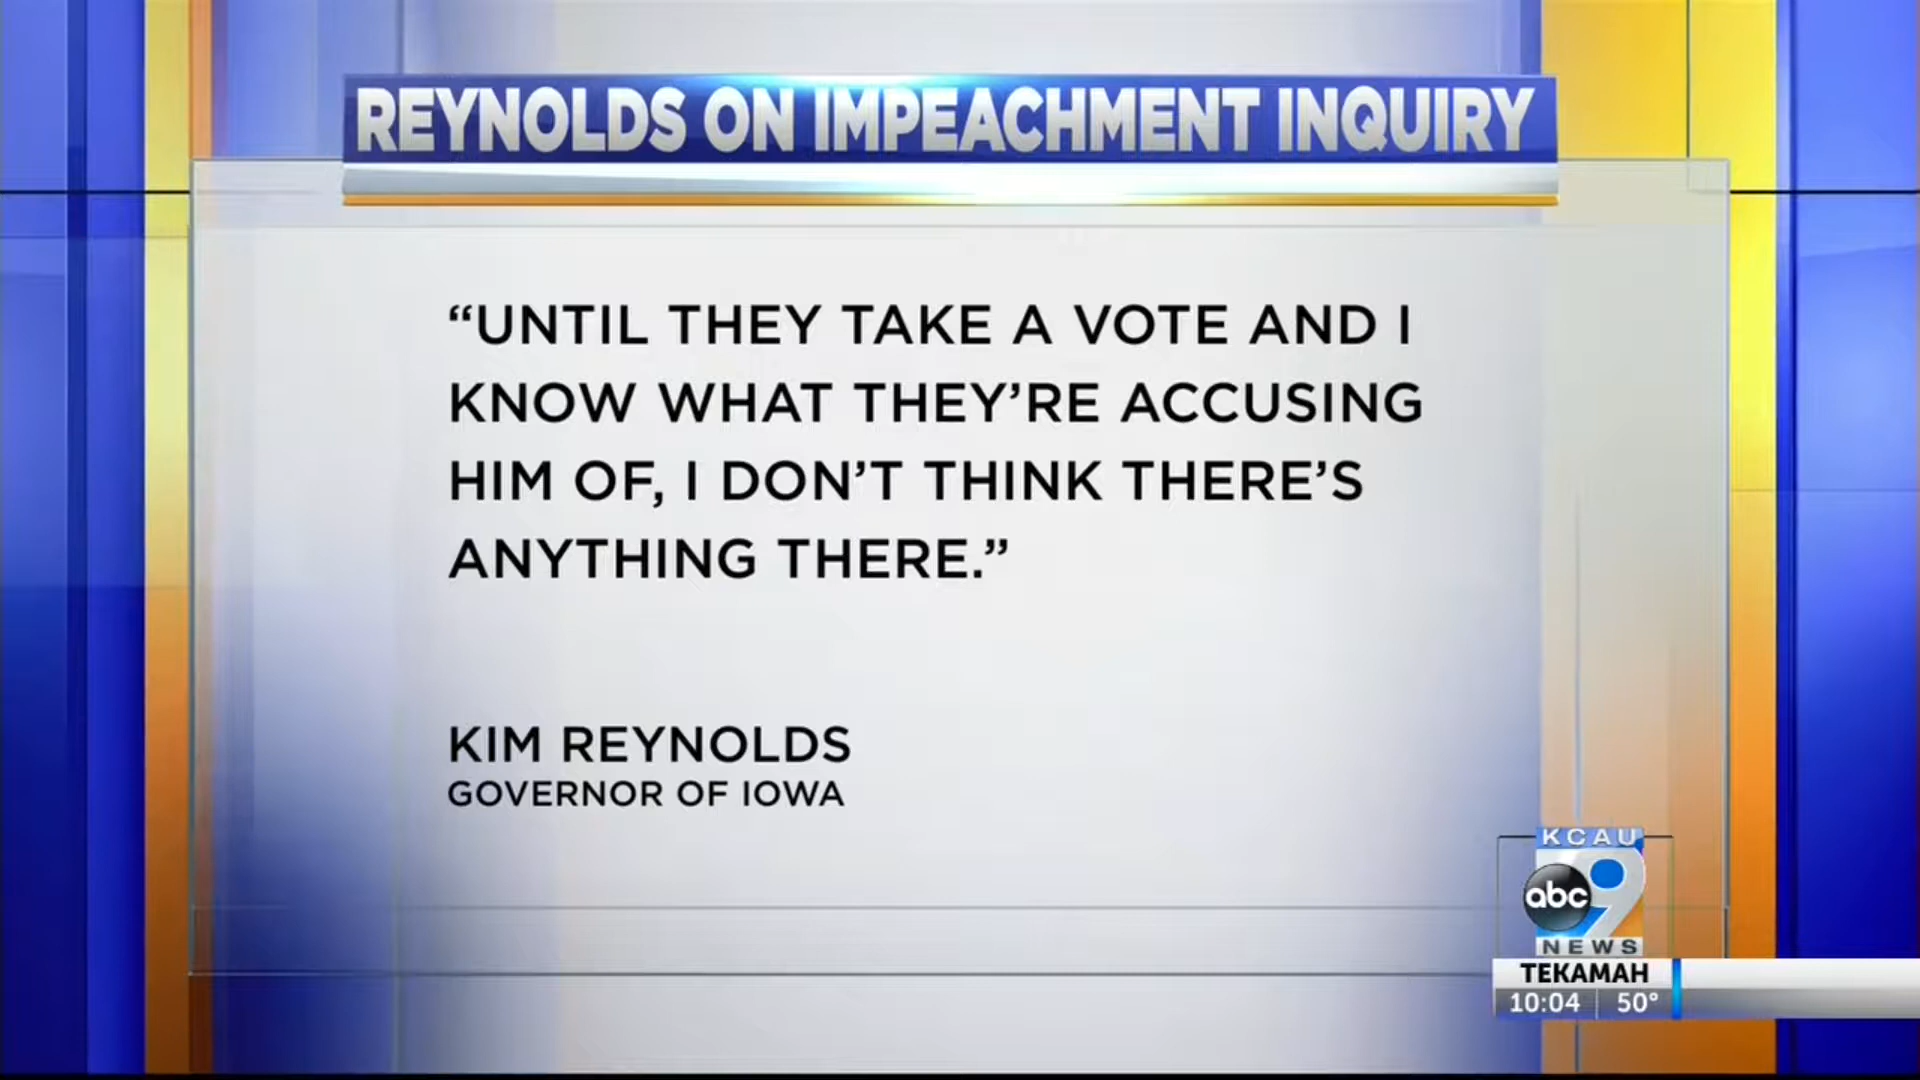 REYNOLDS ON IMPEACHMENT INQUIRY
“UNTIL THEY TAKE A VOTE AND I
KNOW WHAT THEY’RE ACCUSING
HIM OF, I DON’T THINK THERE’S
ANYTHING THERE.”
KIM REYNOLDS
GOVERNOR OF IOWA
KCAU
abc 9
NEWS
TEKAMAH
10:04 50°